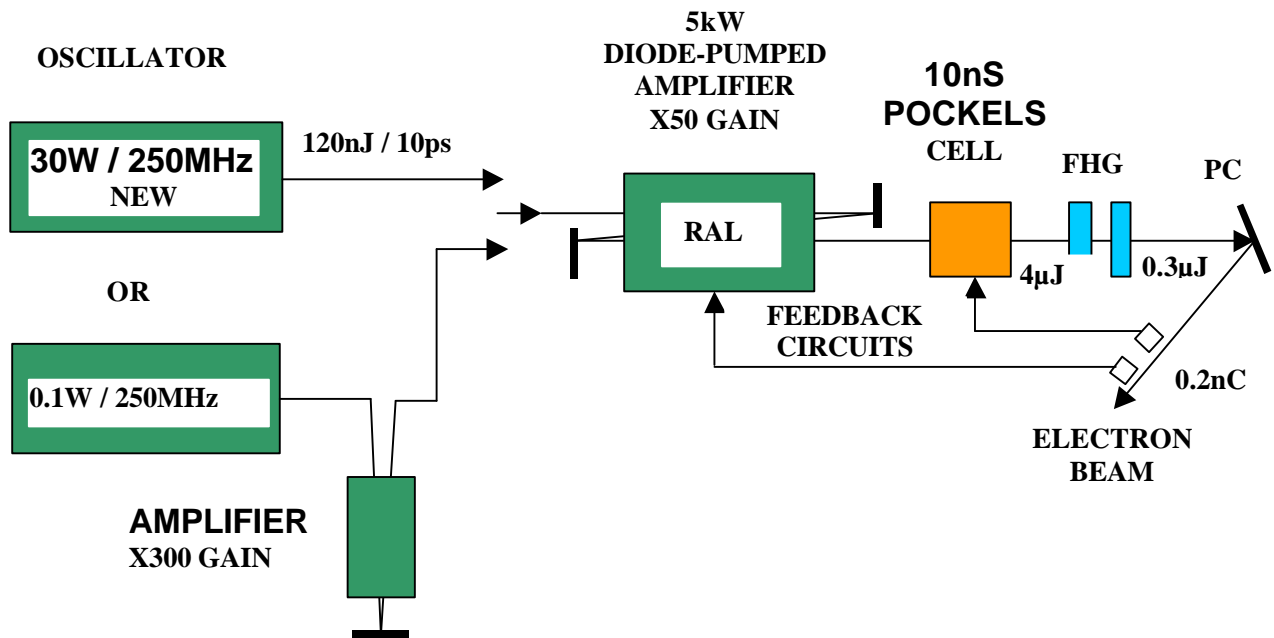 OSCILLATOR
30W / 250MHz
NEW
120nJ / 10ps
OR
0.1W / 250MHz
AMPLIFIER
X300 GAIN
5kW
DIODE-PUMPED
AMPLIFIER
X50 GAIN
RAL
10nS
POCKELS
CELL
FHG
PC
4µJ
0.3µJ
FEEDBACK
CIRCUITS
0.2nC
ELECTRON
BEAM